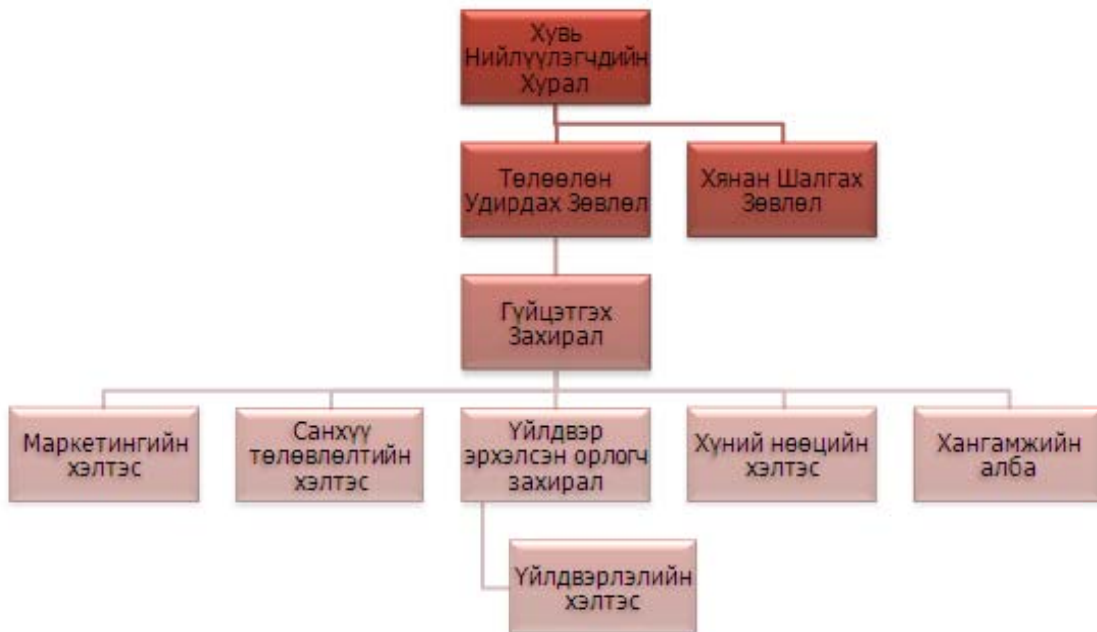 Хувь
Нийлүүлэгчдийн
Хурал
Төлөөлөн
Удирдах Зөвлөл
Хянан Шалгах
Зөвлөл
Гүйцэтгэх
Захирал
Маркетингийн
хэлтэс
Санхүү
төлөвлөлтийн
хэлтэс
Үйлдвэр
эрхэлсэн орлогч
захирал
Хүний нөөцийн
хэлтэс
Хангамжийн
алба
Үйлдвэрлэлийн
хэлтэс